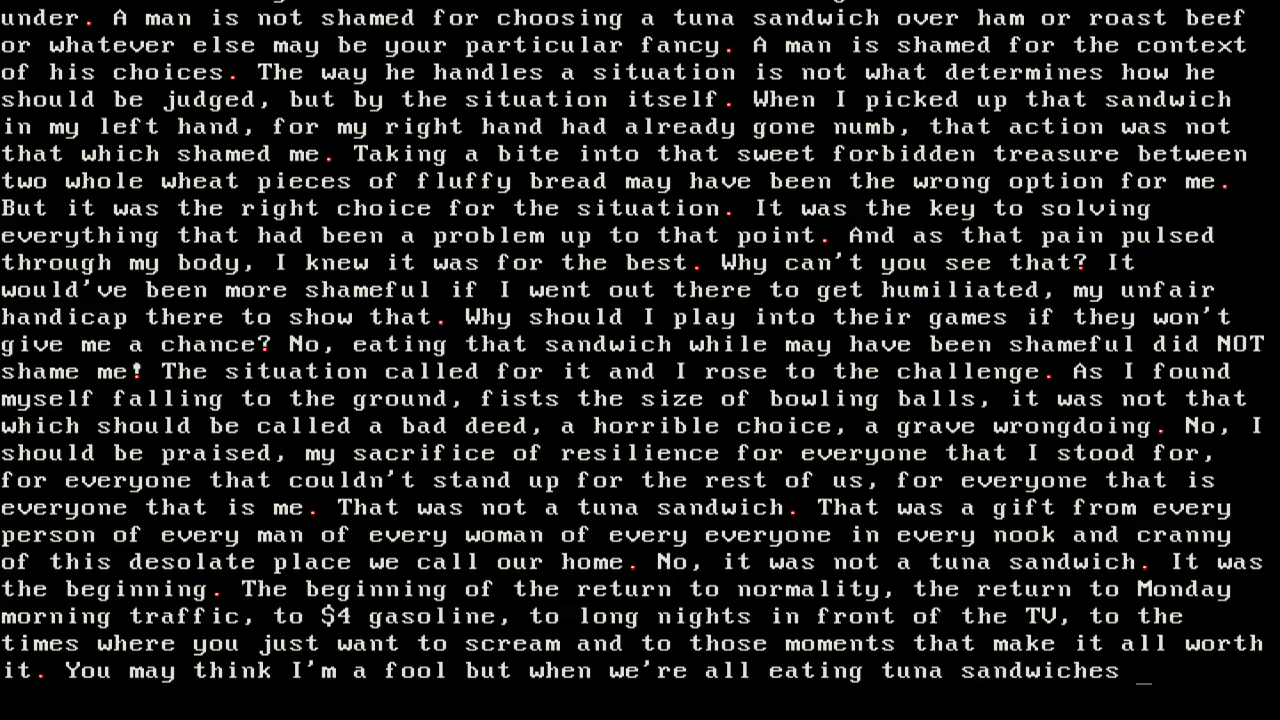 under. A man is not shamed for choosing a tuna sandwich over ham or roast beef
or whatever else may be your particular fancy. A man is shamed for the context
of his choices. The way he handles a situation is not what determines how he
should be judged, but by the situation itself. When I picked up that sandwich
in my left hand, for my right hand had already gone numb, that action was not
that which shamed me. Taking a bite into that sweet forbidden treasure between
two whole wheat pieces of fluffy bread may have been the wrong option for me.
But it was the right choice for the situation. It was the key to solving
everything that had been a problem up to that point. And as that pain pulsed
through my body, I knew it was for the best. Why can't you see that? It
would've been more shameful if I went out there to get humiliated, my unfair
handicap there to show that. Why should I play into their games if they won't
give me a chance? No, eating that sandwich while may have been shameful did NOT
shame me! The situation called for it and I rose to the challenge. As I found
myself falling to the ground, fists the size of bowling balls, it was not that
which should be called a bad deed, a horrible choice, a grave wrongdoing. No, I
should be praised, my sacrifice of resilience for everyone that I stood for,
for everyone that couldn't stand up for the rest of us, for everyone that is
everyone that is me. That was not a tuna sandwich. That was a gift from every
person of every man of every woman of every everyone in every nook and cranny
of this desolate place we call our home. No, it was not a tuna sandwich. It was
the beginning. The beginning of the return to normality, the return to Monday
morning traffic, to $4 gasoline, to long nights in front of the TV, to the
times where you just want to scream and to those moments that make it all worth
it. You may think I'm a fool but when we're all eating tuna sandwiches _